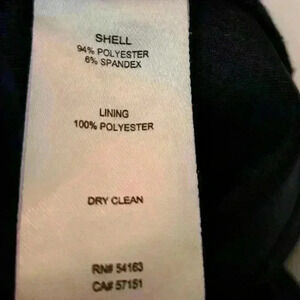 SHELL
94% POLYESTER
6% SPANDEX
LINING
100% POLYESTER
DRY CLEAN
RN# 54163
CA# 57151